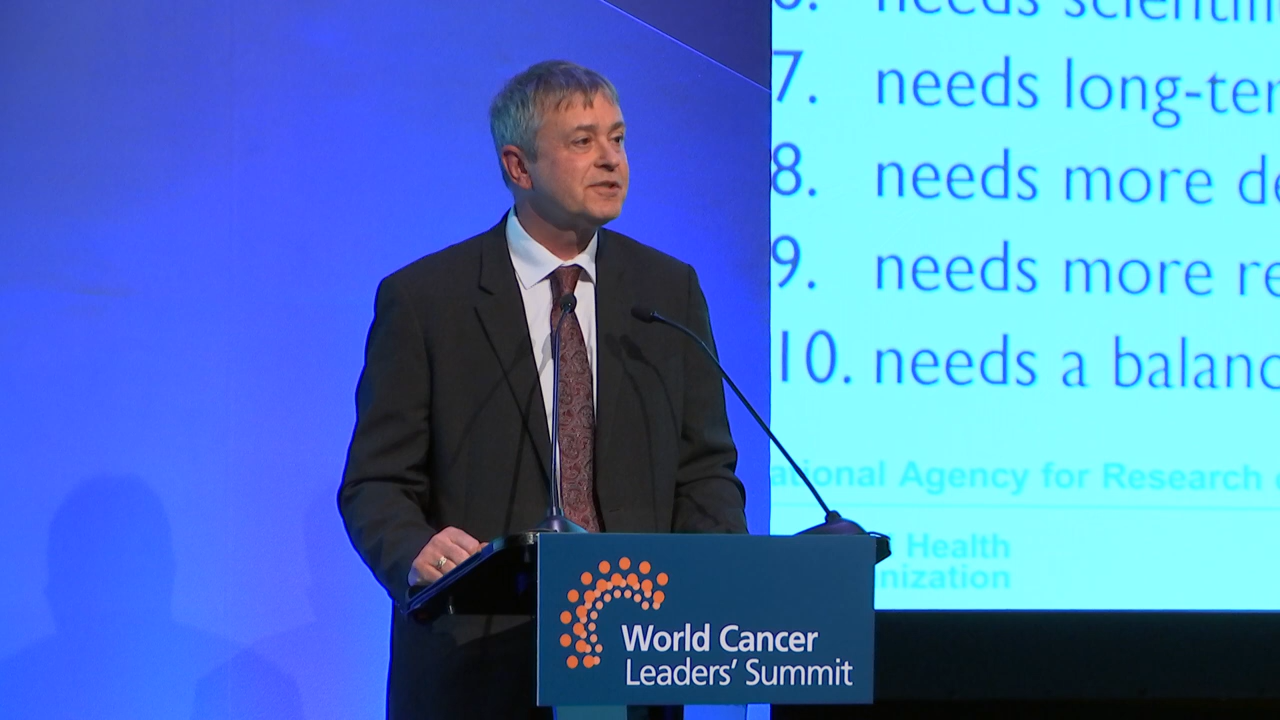 needs
7. needs long-ter
8. needs more de
9. needs more re
10. needs a balanc
ational Agency for Research
Health
nization
World Cancer
Leaders' Summit